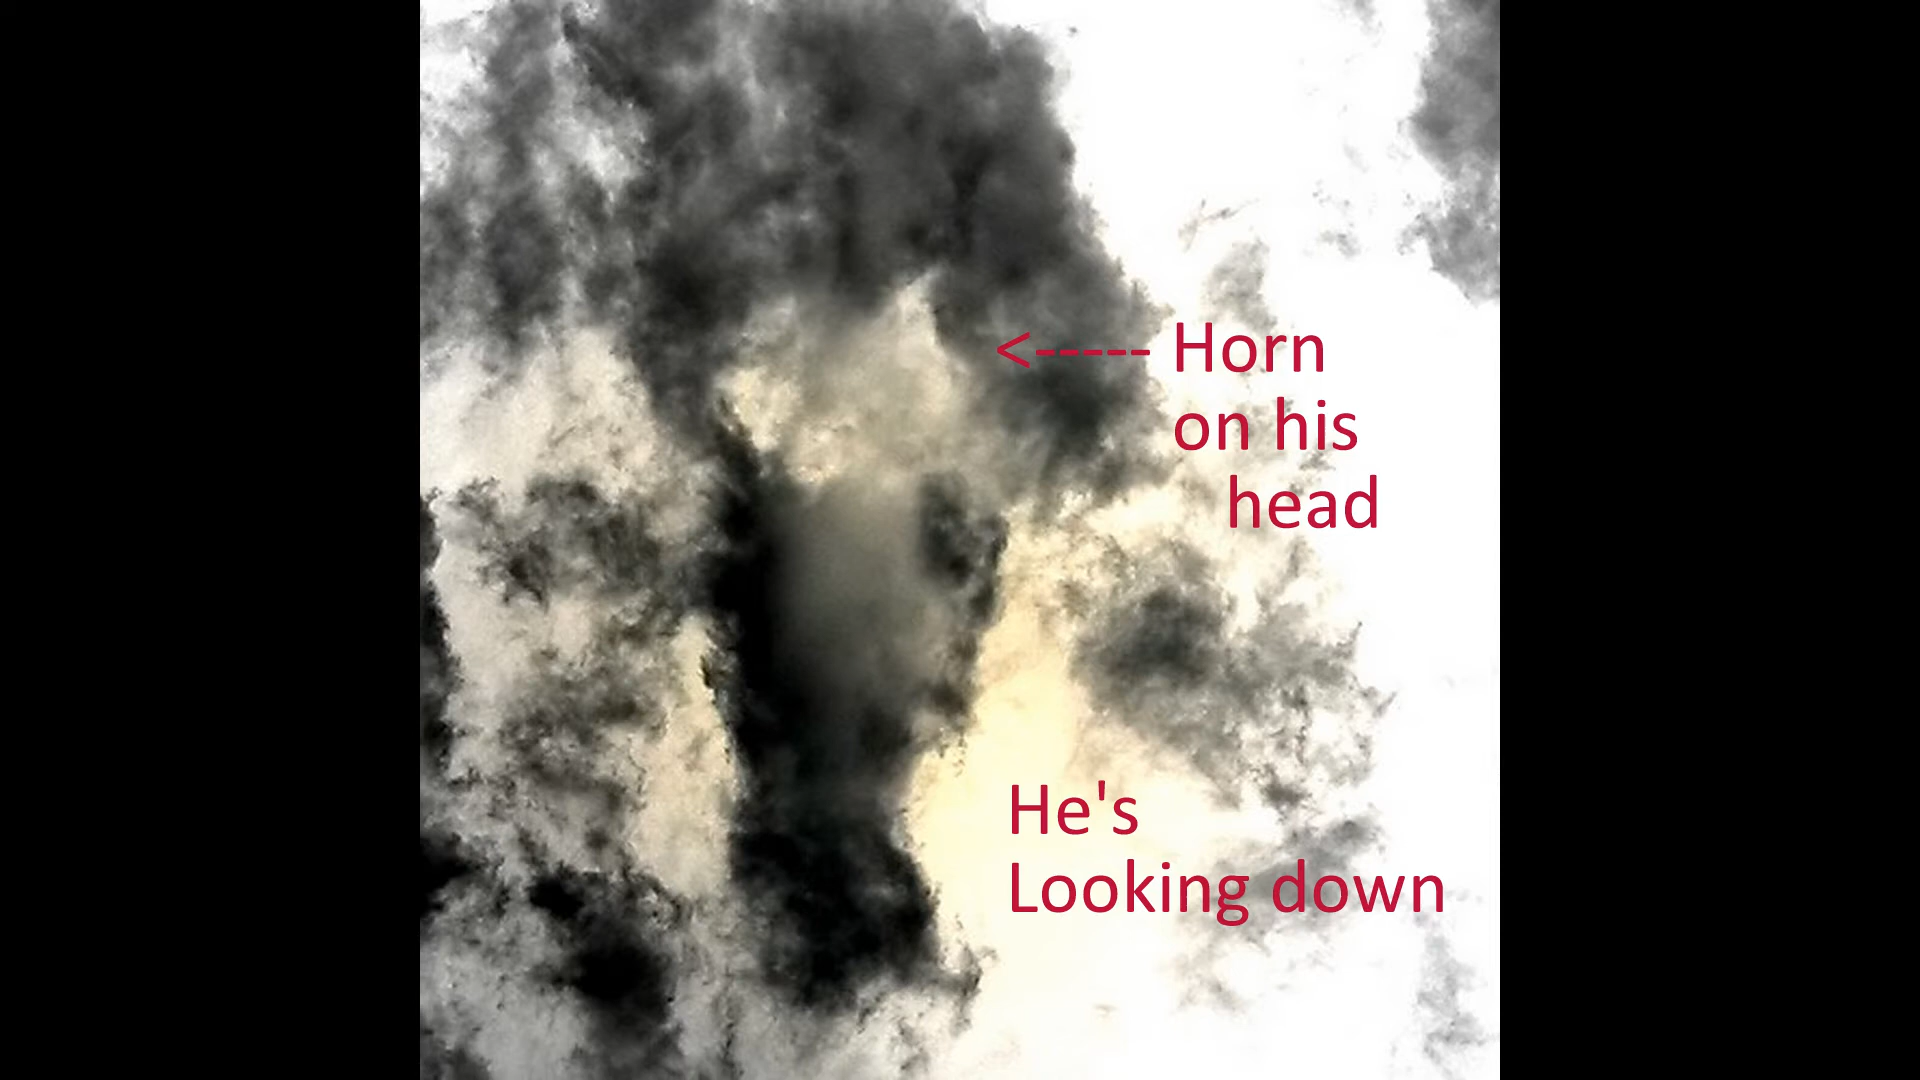 <------ Horn
on his
head
He's
Looking down